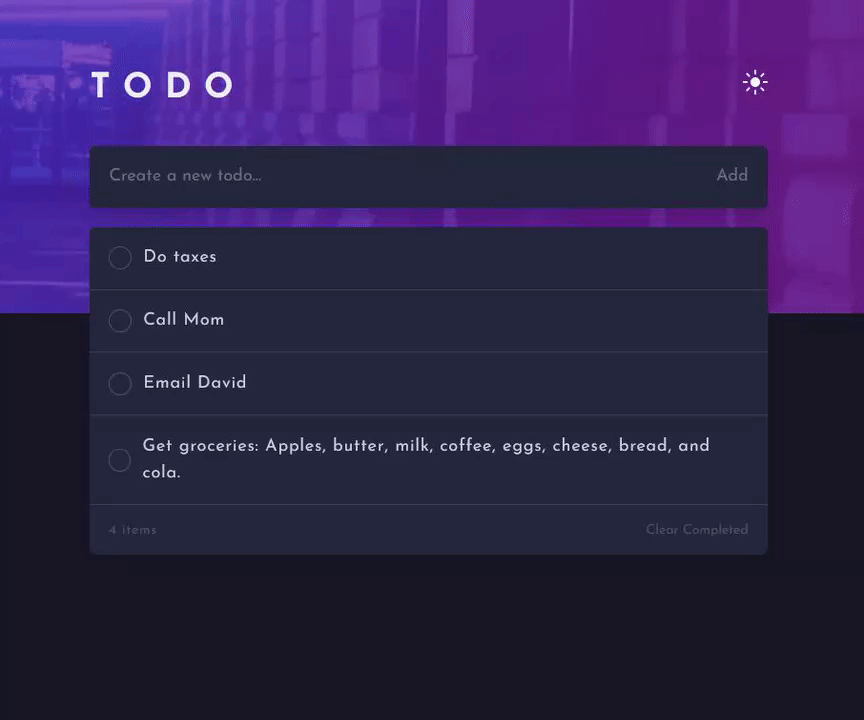 TODO
Create a new todo...
Add
Do taxes
Call Mom
Email David
Get groceries: Apples, butter, milk, coffee, eggs, cheese, bread, and
cola.
4 items
Clear Completed